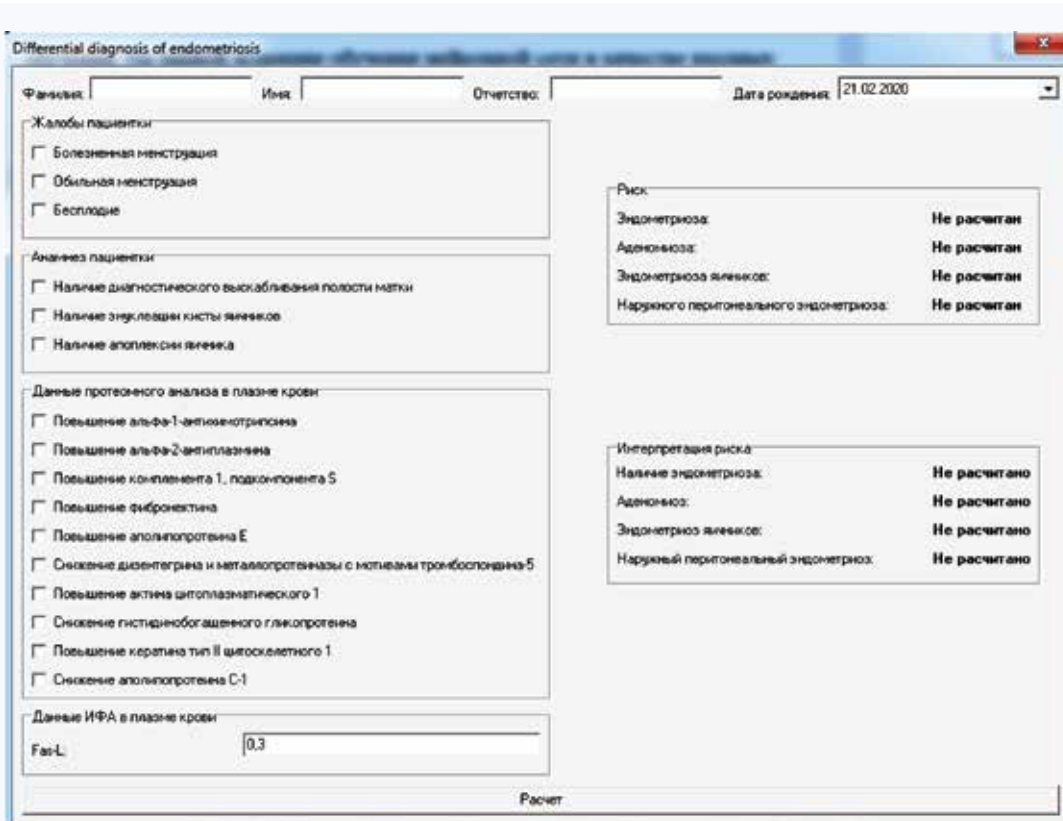 Differential diagnosis of endometriosis
x
Фамилия: Имя: Отчетство: Дата рождения: 21.02.2020
Жалобы пациентки
Болезненная менструация
Обильная менструация
Бесплодие
Анамнез пациентки
Наличие диагностического выскабливания полости матки
Наличие энуклеации кисты яичников
Наличие апоплексии яичника
Данные протеомного анализа в плазме крови
Повышение альфа-1-антихимотрипсина
Повышение альфа-2-антиплазмина
Повышение комплемента 1, подкомпонента S
Повышение фибронектина
Повышение аполипопротеина Е
Снижение дизентегрина и металлопротеиназы с мотивами тромбоспондина-5
Повышение актина цитоплазматического 1
Снижение гистидинобогащенного гликопротеина
Повышение кератина тип II цитоскелетного 1
Снижение аполипопротеина С-1
Данные ИФА в плазме крови
Fas-L: 0,3
Риск
Эндометриоза: Не расчитан
Аденомиоза: Не расчитан
Эндометриоза яичников: Не расчитан
Наружного перитонеального эндометриоза: Не расчитан
Интерпретация риска
Наличие эндометриоза: Не расчитано
Аденомиоз: Не расчитано
Эндометриоз яичников: Не расчитано
Наружный перитонеальный эндометриоз: Не расчитано
Расчет